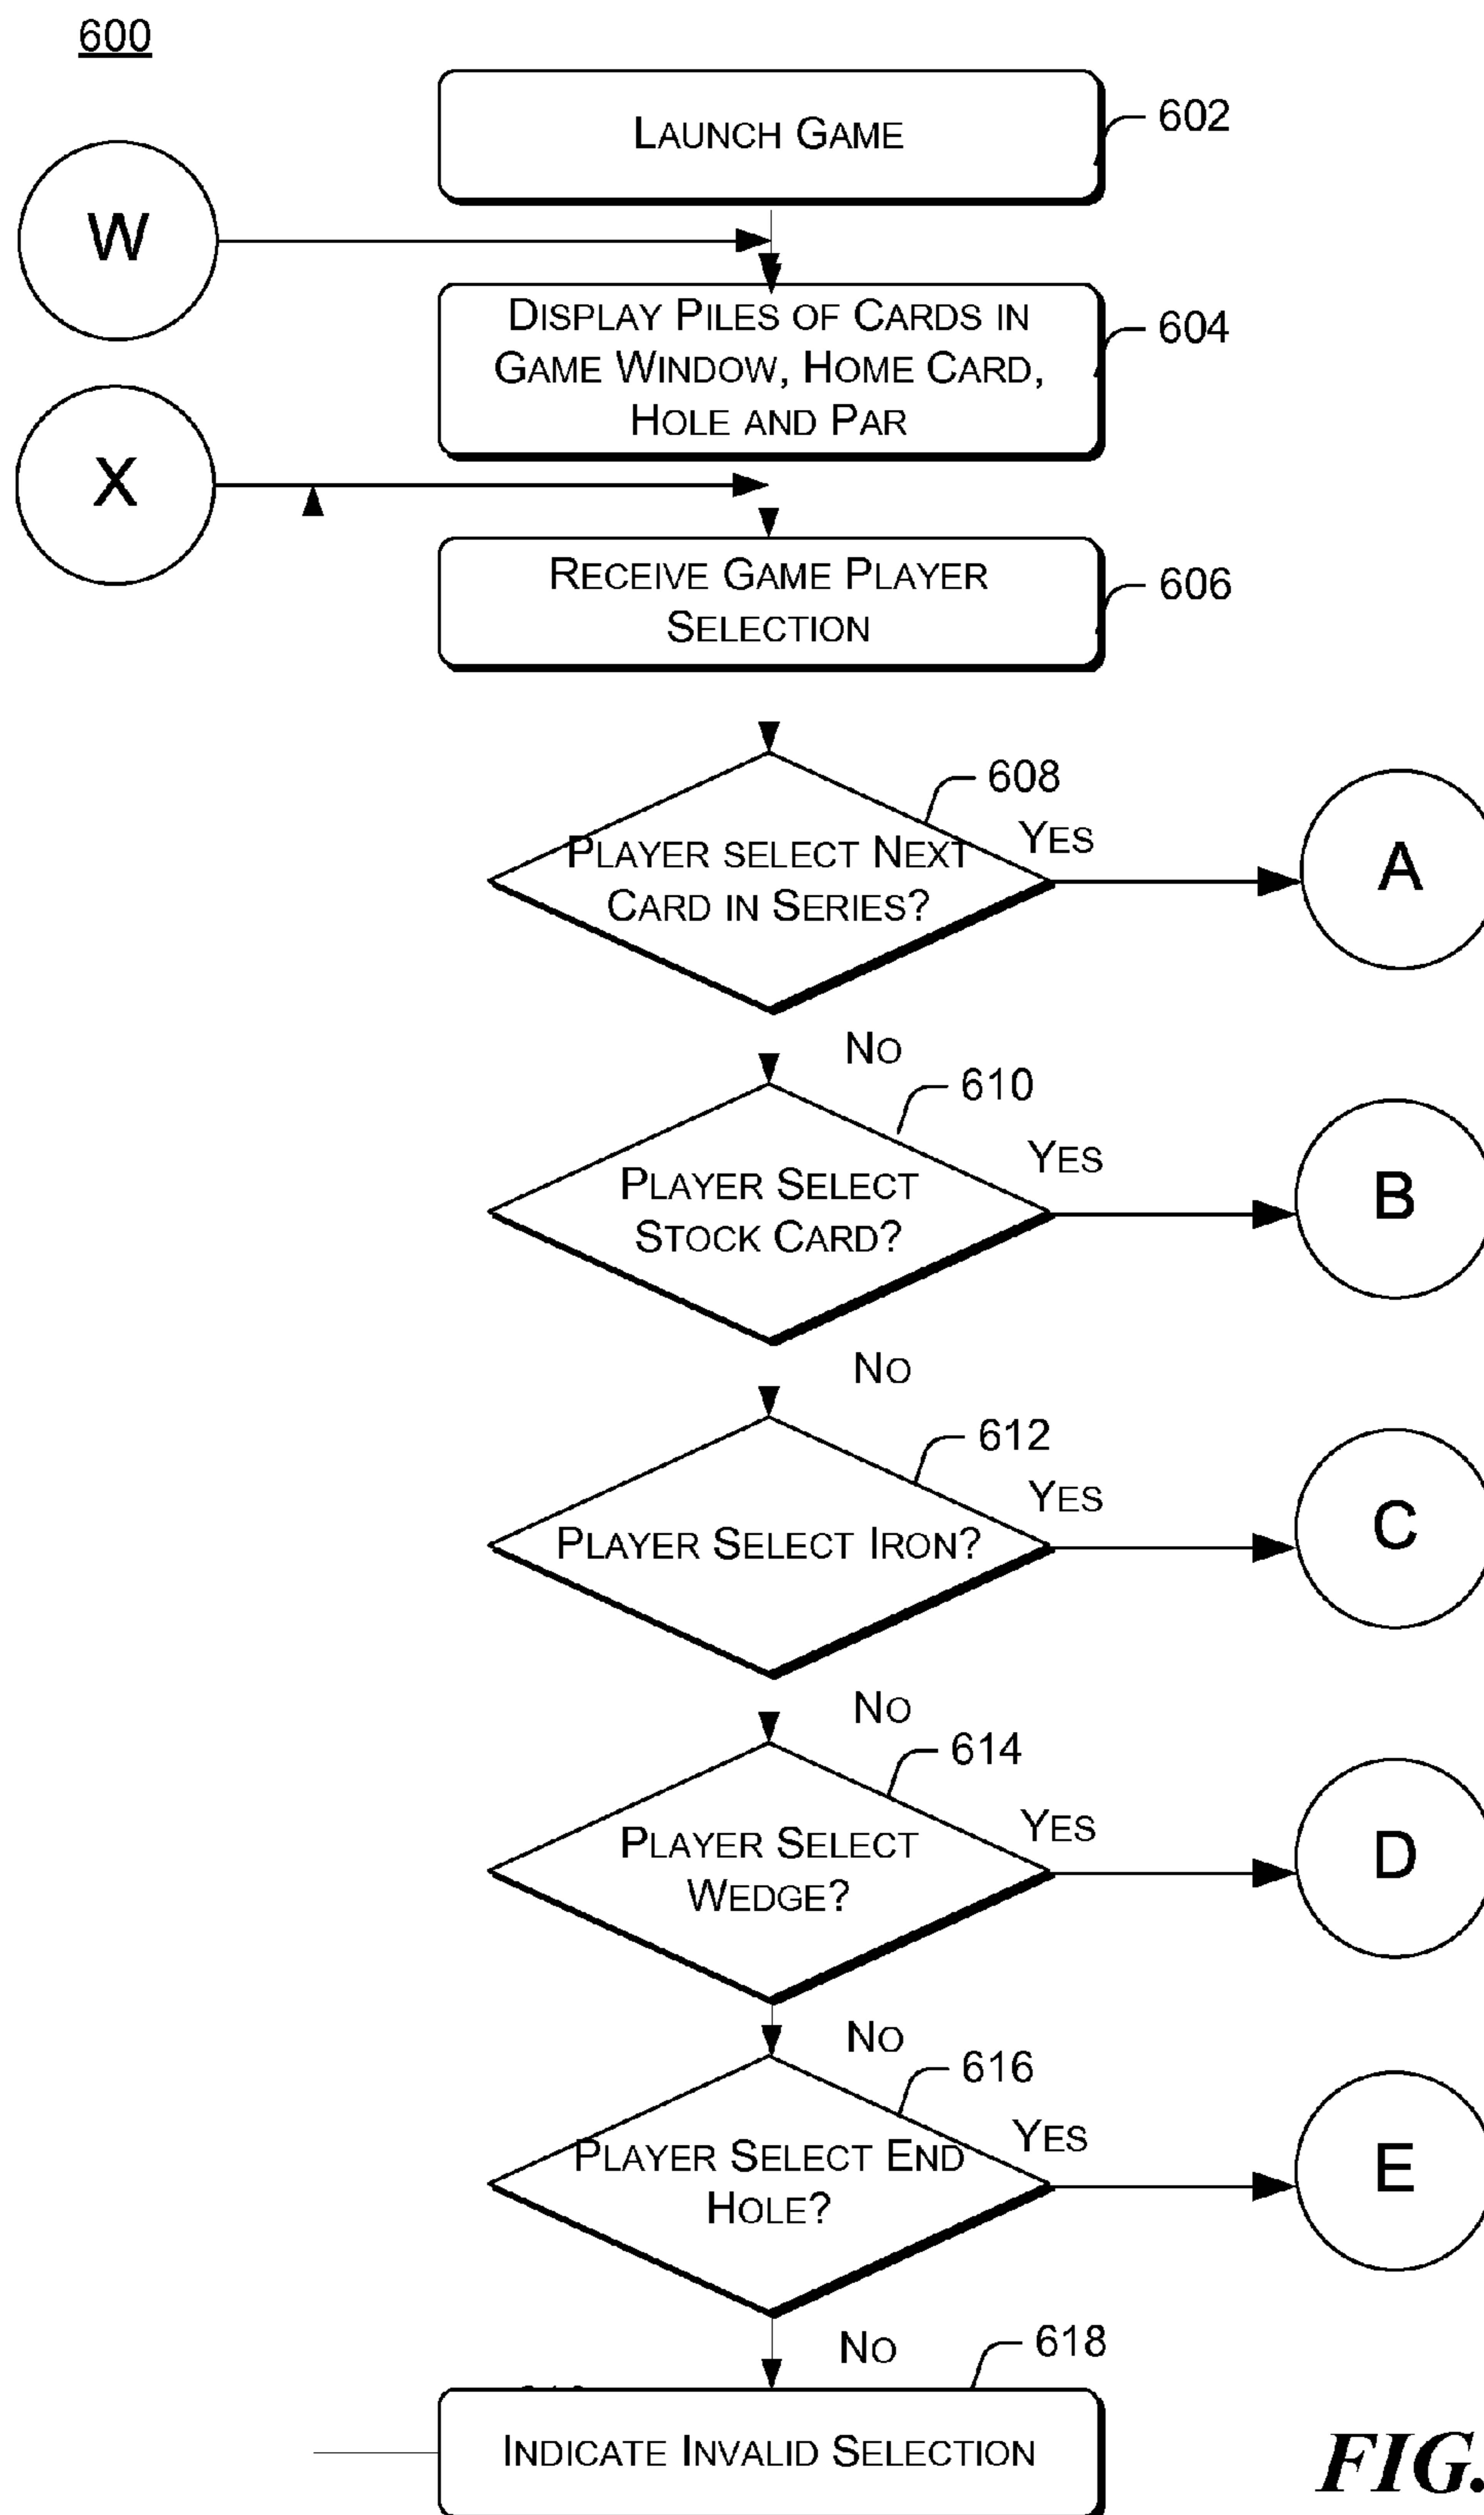 600
LAUNCH GAME
602
W
DISPLAY PILES OF CARDS IN
GAME WINDOW, HOME CARD,
HOLE AND PAR
604
X
RECEIVE GAME PLAYER
SELECTION
606
608
PLAYER SELECT NEXT
CARD IN SERIES?
YES
A
NO
610
PLAYER SELECT
STOCK CARD?
YES
B
NO
612
PLAYER SELECT IRON?
YES
C
NO
614
PLAYER SELECT
WEDGE?
YES
D
NO
616
PLAYER SELECT END
HOLE?
YES
E
NO
618
INDICATE INVALID SELECTION
FIG.